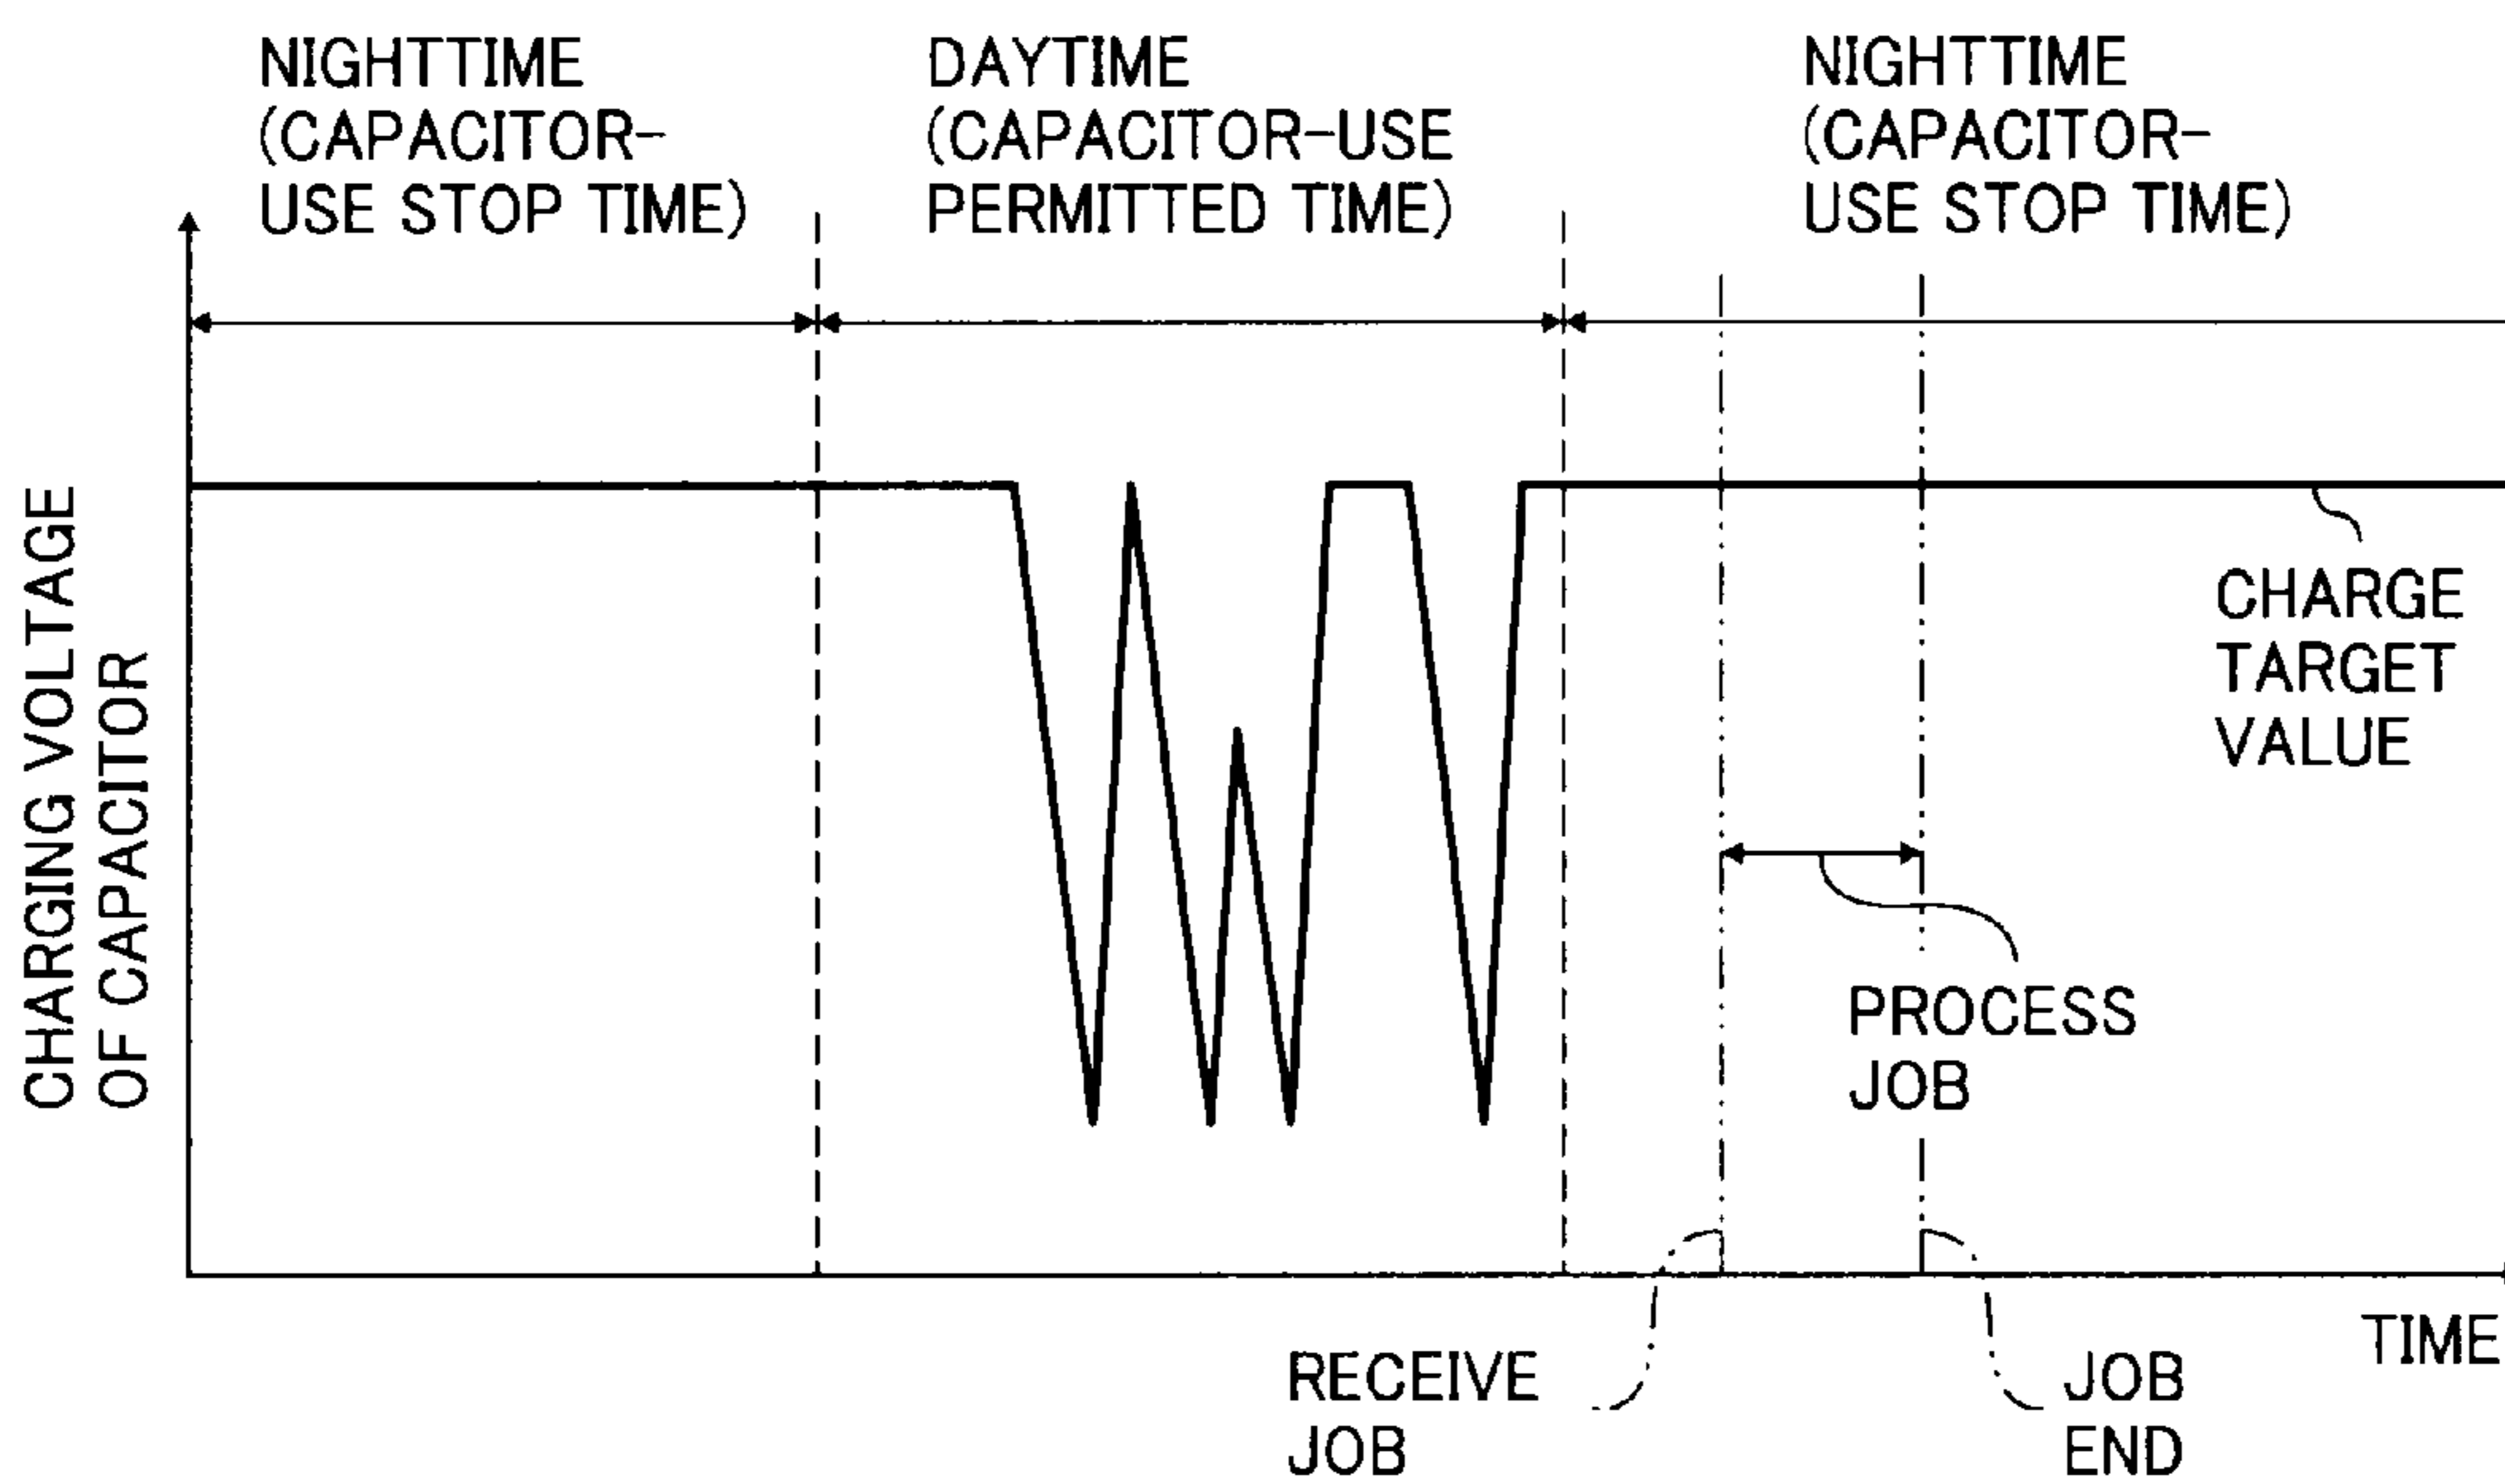 NIGHTTIME
(CAPACITOR-
USE STOP TIME)
DAYTIME
(CAPACITOR-USE
PERMITTED TIME)
NIGHTTIME
(CAPACITOR-
USE STOP TIME)
CHARGING VOLTAGE
OF CAPACITOR
CHARGE
TARGET
VALUE
PROCESS
JOB
TIME
RECEIVE
JOB
JOB
END